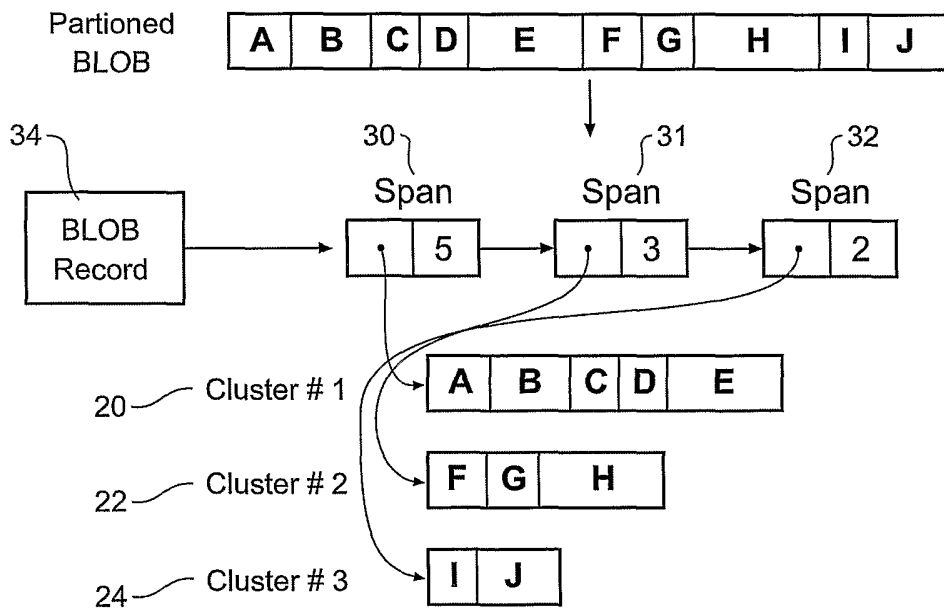 Partioned
BLOB
A B C D E F G H I J
34
30
31
32
Span
Span
Span
BLOB
Record
5
3
2
20
Cluster # 1
A B C D E
22
Cluster # 2
F G H
24
Cluster # 3
I J